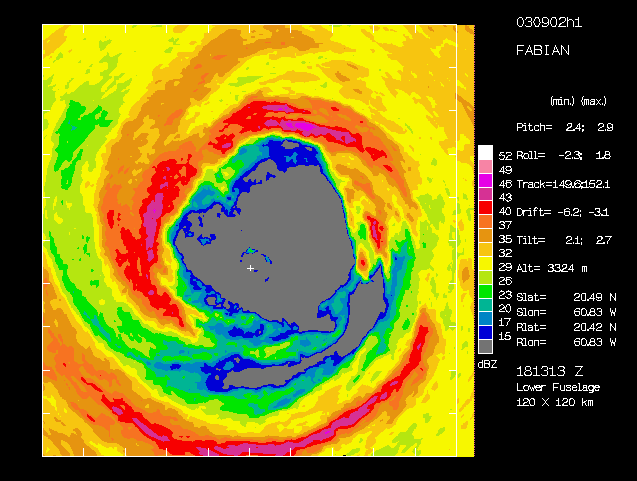 030902h1
FABIAN
(min.) (max.)
Pitch= 2.4; 2.9
Roll= -2.3; 1.8
Track=149.6;152.1
Drift= -6.2; -3.1
Tilt= 2.1; 2.7
Alt= 3324 m
Slat= 20.49 N
Slon= 60.83 W
Rlat= 20.42 N
Rlon= 60.83 W
52
49
46
43
40
37
35
32
29
26
23
20
17
15
dBZ
181313 Z
Lower Fuselage
120 X 120 km